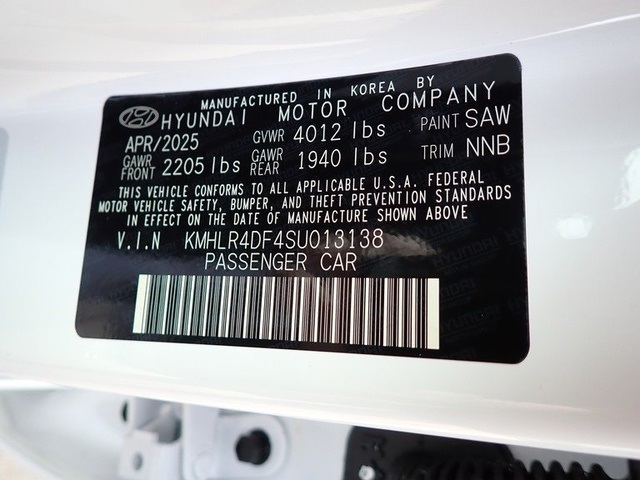 MANUFACTURED IN KOREA BY
HYUNDAI MOTOR COMPANY
APR/2025 GVWR 4012 lbs PAINT SAW
GAWR FRONT 2205 lbs GAWR REAR 1940 lbs TRIM NNB
THIS VEHICLE CONFORMS TO ALL APPLICABLE U.S.A. FEDERAL
MOTOR VEHICLE SAFETY, BUMPER, AND THEFT PREVENTION STANDARDS
IN EFFECT ON THE DATE OF MANUFACTURE SHOWN ABOVE
V.I.N KMHLR4DF4SU013138
PASSENGER CAR